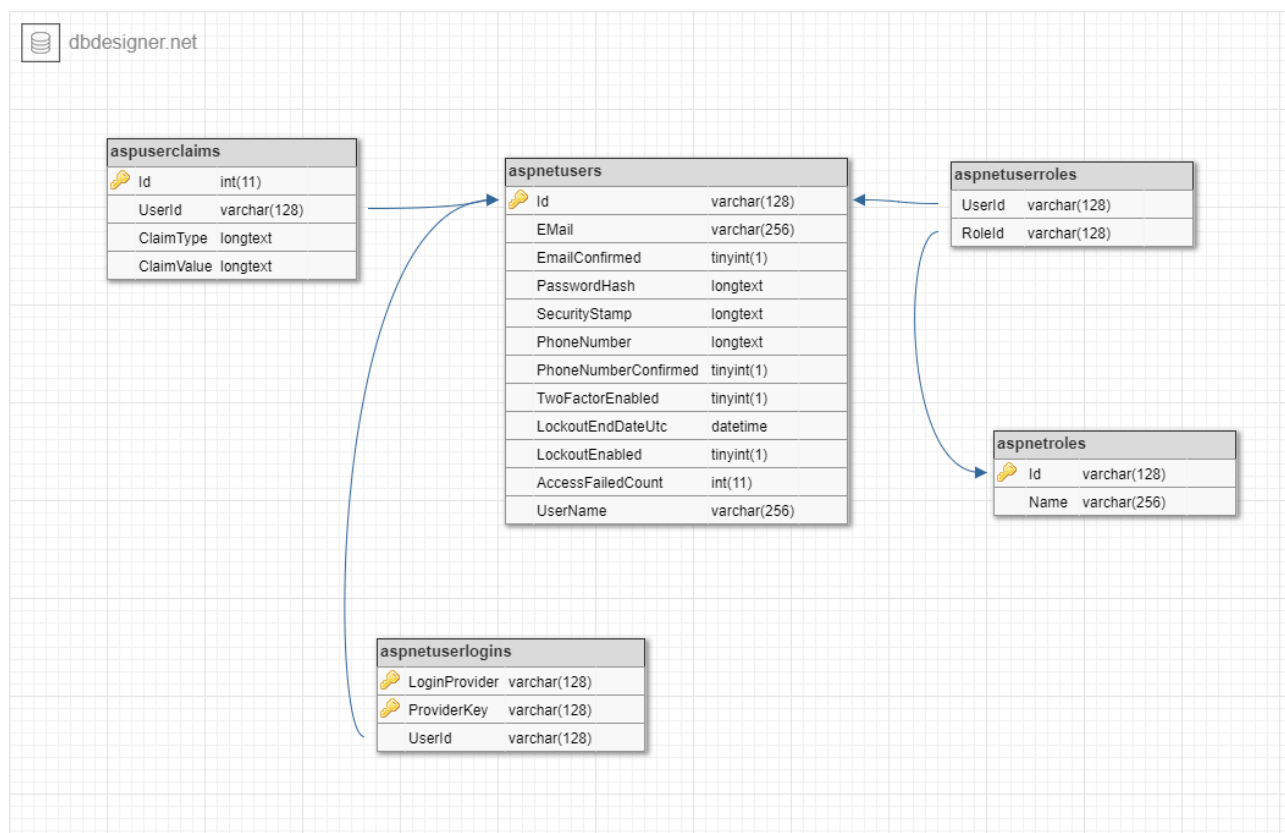 dbdesigner.net
aspuserclaims
Id int(11)
UserId varchar(128)
ClaimType longtext
ClaimValue longtext
aspnetusers
Id varchar(128)
EMail varchar(256)
EmailConfirmed tinyint(1)
PasswordHash longtext
SecurityStamp longtext
PhoneNumber longtext
PhoneNumberConfirmed tinyint(1)
TwoFactorEnabled tinyint(1)
LockoutEndDateUtc datetime
LockoutEnabled tinyint(1)
AccessFailedCount int(11)
UserName varchar(256)
aspnetuserroles
UserId varchar(128)
RoleId varchar(128)
aspnetroles
Id varchar(128)
Name varchar(256)
aspnetuserlogins
LoginProvider varchar(128)
ProviderKey varchar(128)
UserId varchar(128)